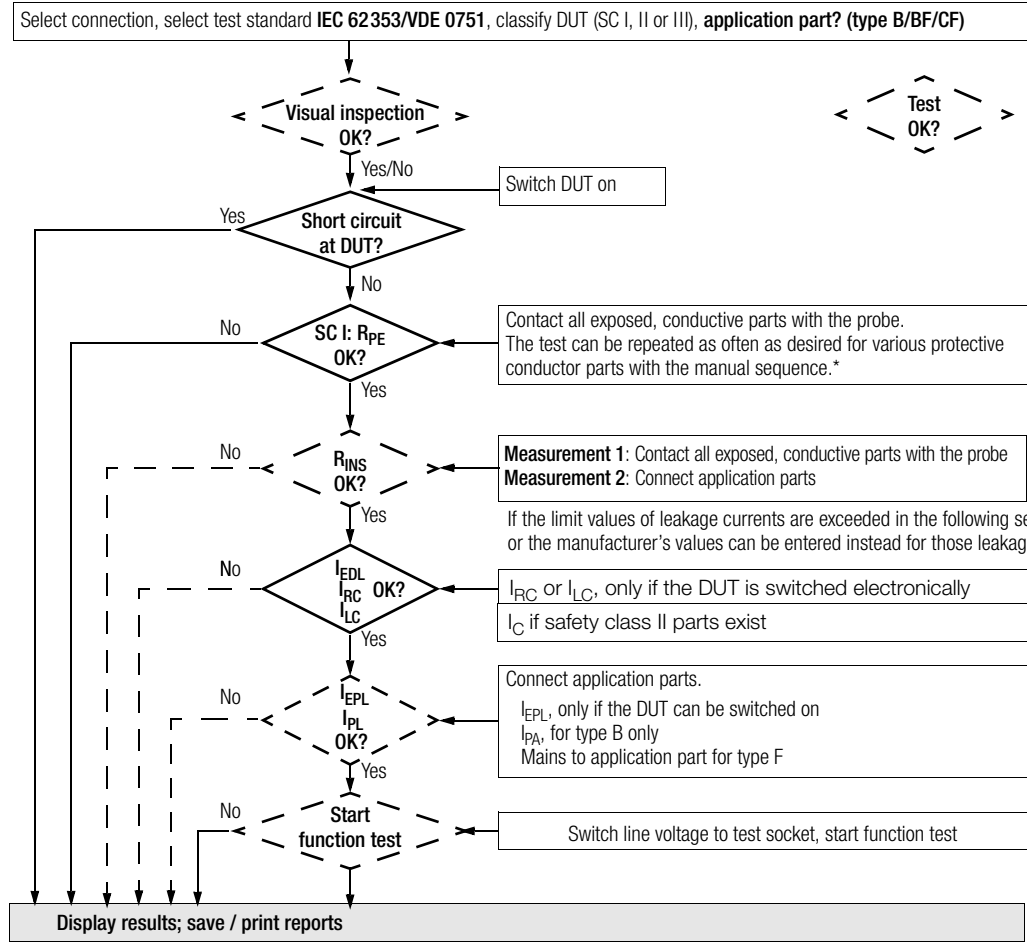 Select connection, select test standard IEC 62353/VDE 0751, classify DUT (SC I, II or III), application part? (type B/BF/CF)
Visual inspection
OK?
Test
OK?
Yes/No
Switch DUT on
Yes
Short circuit
at DUT?
No
No
SC I: RPE
OK?
Contact all exposed, conductive parts with the probe.
The test can be repeated as often as desired for various protective
conductor parts with the manual sequence.*
Yes
No
RINS
OK?
Measurement 1: Contact all exposed, conductive parts with the probe
Measurement 2: Connect application parts
Yes
If the limit values of leakage currents are exceeded in the following se
or the manufacturer's values can be entered instead for those leakag
No
IEDL
IRC OK?
ILC
IRC or ILC, only if the DUT is switched electronically
IC if safety class II parts exist
Yes
No
IEPL
IPL
OK?
Connect application parts.
IEPL, only if the DUT can be switched on
IPA, for type B only
Mains to application part for type F
Yes
No
Start
function test
Switch line voltage to test socket, start function test
Display results; save / print reports